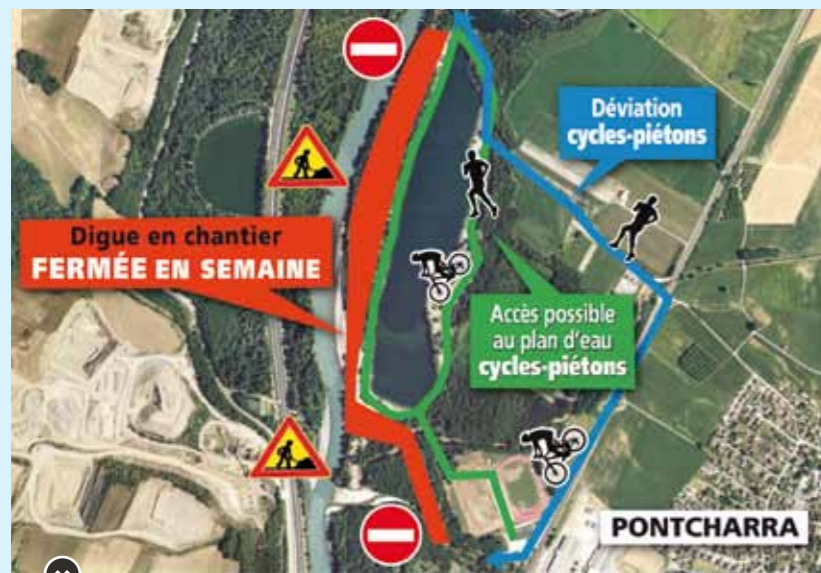 Déviation
cycles-piétons
Digue en chantier
FERMÉE EN SEMAINE
Accès possible
au plan d'eau
cycles-piétons
PONTCHARRA